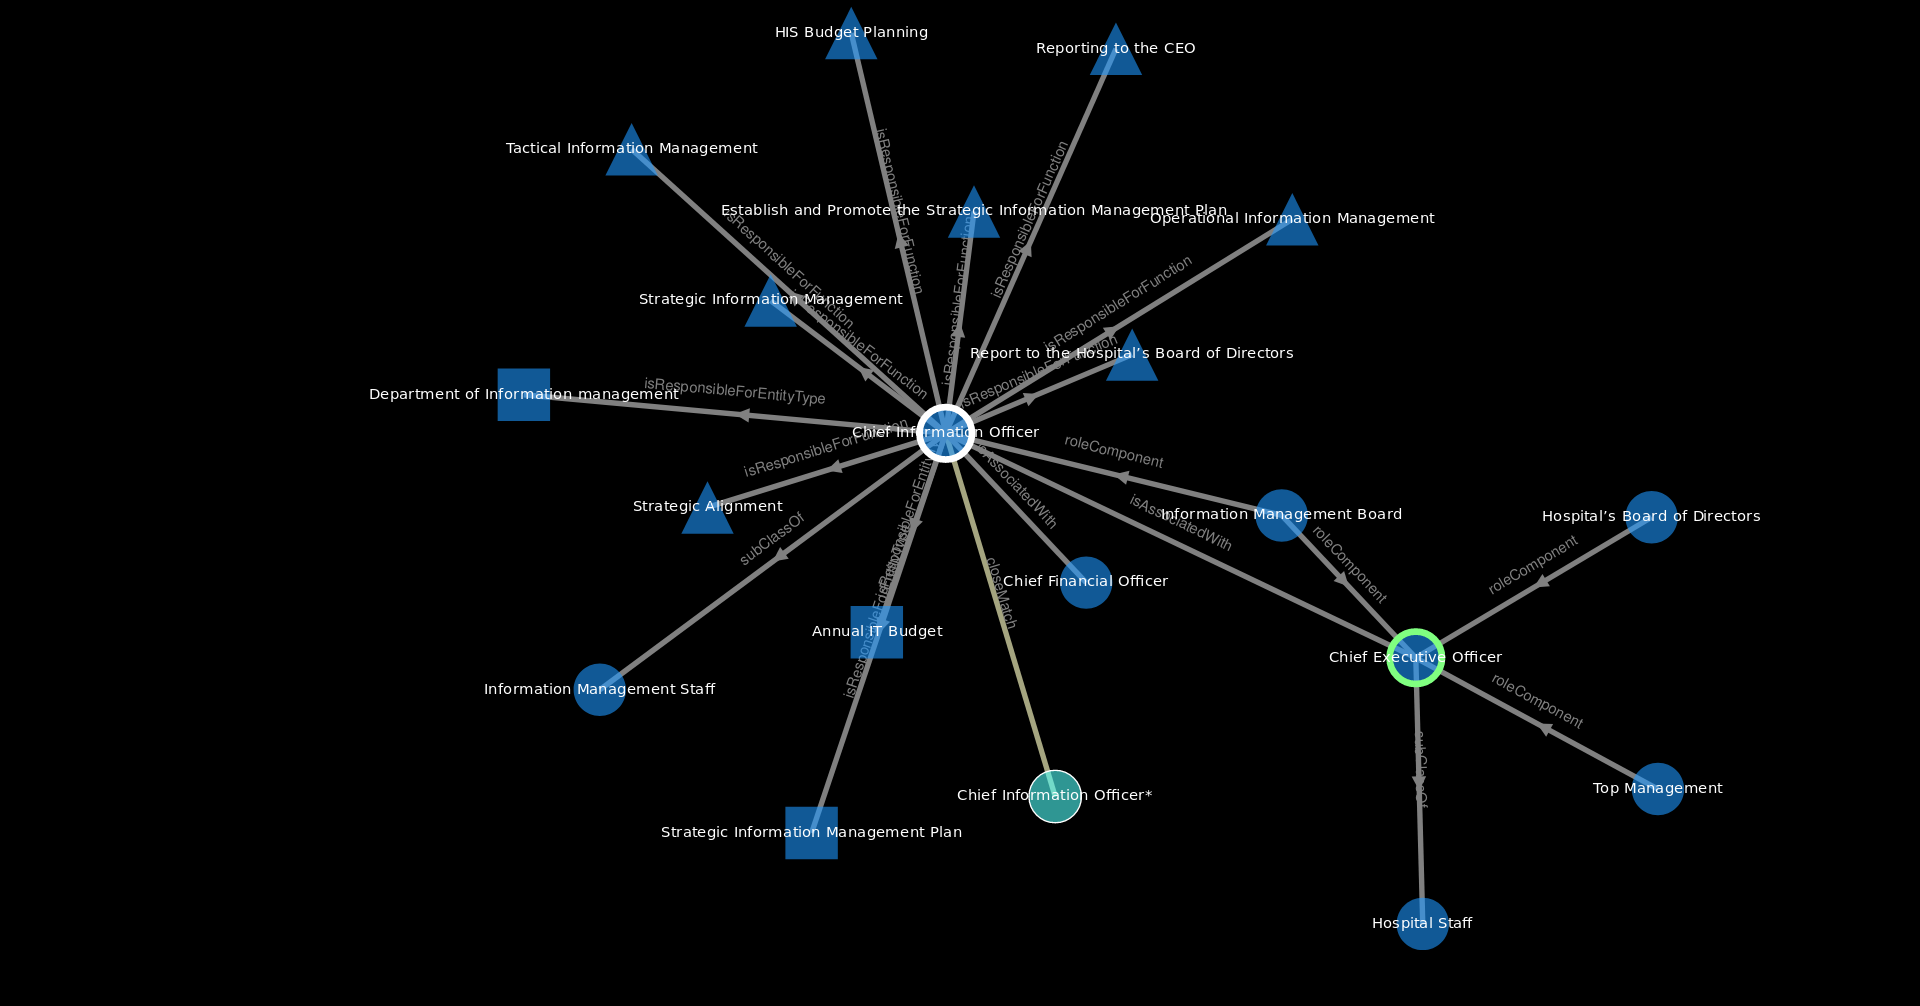 HIS Budget Planning
Reporting to the CEO
Tactical Information Management
isResponsibleForFunction
isResponsibleForFunction
Establish and Promote the Strategic Information Management Plan
Operational Information Management
isResponsibleForFunction
isResponsibleForFunction
isResponsibleForFunction
Strategic Information Management
isResponsibleForFunction
isResponsibleForFunction
Report to the Hospital’s Board of Directors
isResponsibleForFunction
Department of Information management
isResponsibleForEntityType
Chief Information Officer
isResponsibleForFunction
roleComponent
Strategic Alignment
subClassOf
isAssociatedWith
isAssociatedWith
Information Management Board
Hospital’s Board of Directors
roleComponent
roleComponent
isResponsibleForEntityType
isResponsibleForEntityType
closeMatch
Chief Financial Officer
Annual IT Budget
Chief Executive Officer
Information Management Staff
roleComponent
subClassOf
Chief Information Officer*
Top Management
Strategic Information Management Plan
Hospital Staff